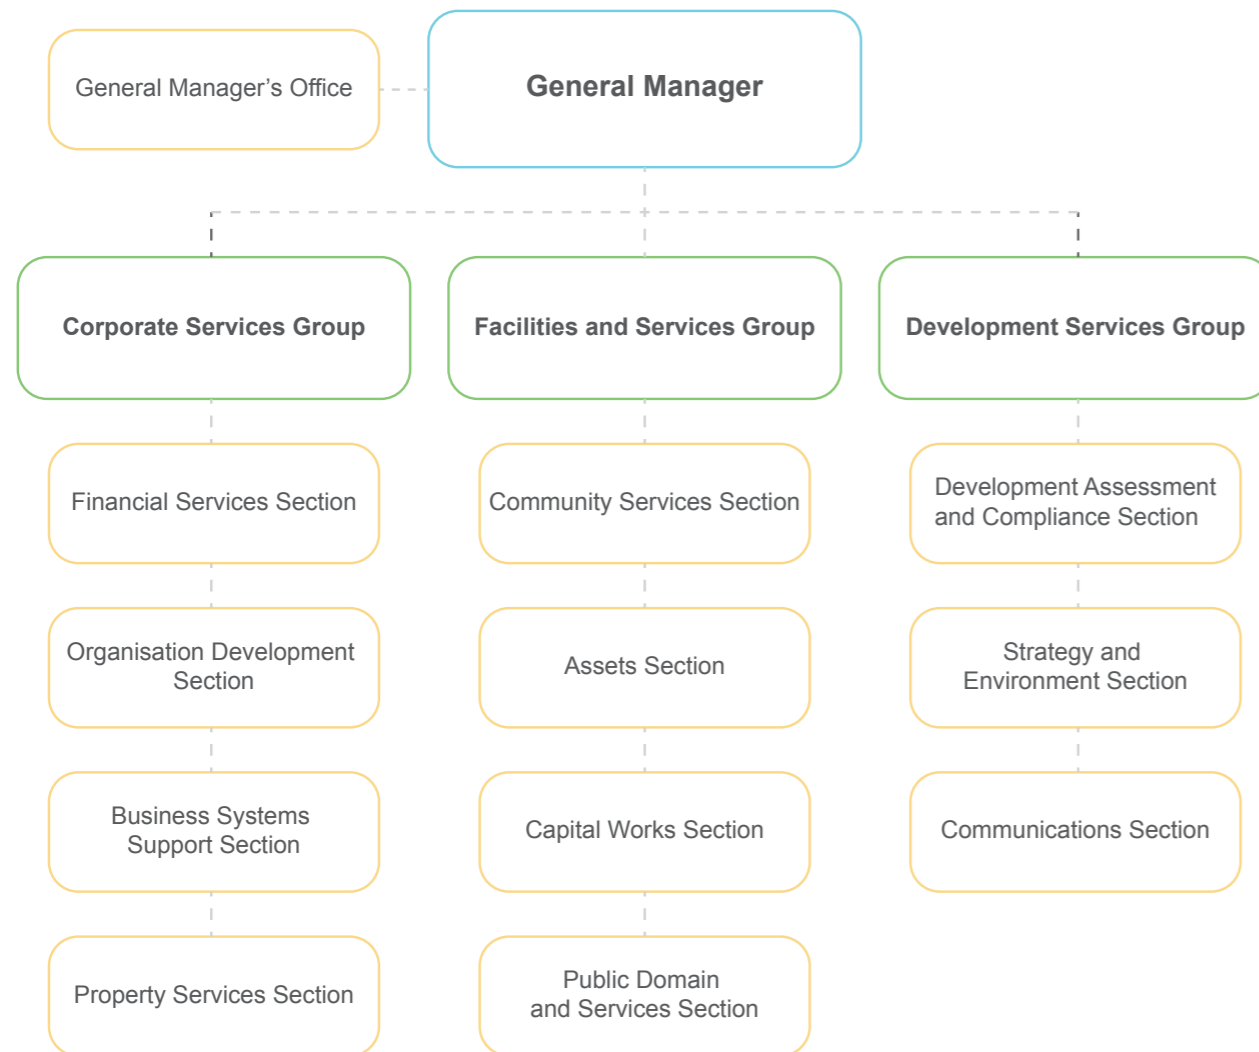 General Manager’s Office
General Manager
Corporate Services Group
Facilities and Services Group
Development Services Group
Financial Services Section
Community Services Section
Development Assessment
and Compliance Section
Organisation Development
Section
Assets Section
Strategy and
Environment Section
Business Systems
Support Section
Capital Works Section
Communications Section
Property Services Section
Public Domain
and Services Section